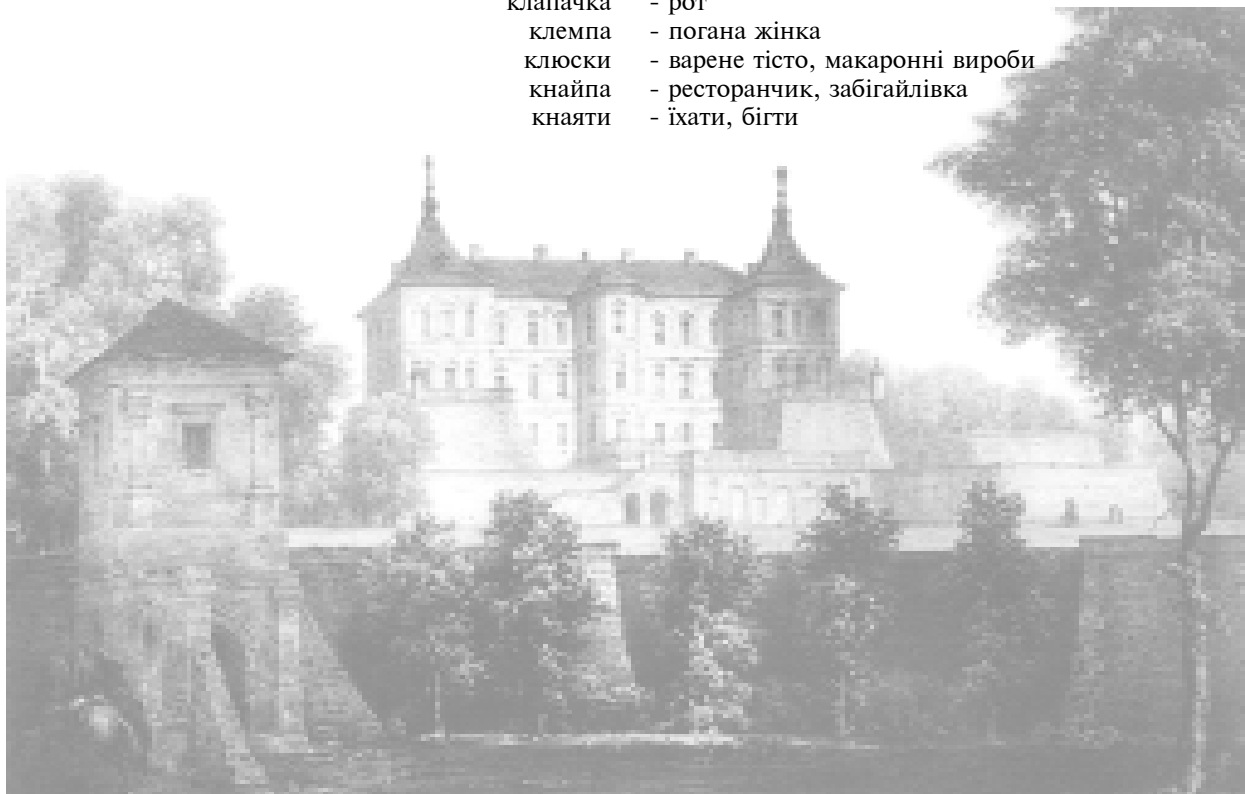 клапачка - рот
клемпа - погана жінка
клюски - варене тісто, макаронні вироби
кнайпа - ресторанчик, забігайлівка
кнаяти - їхати, бігти